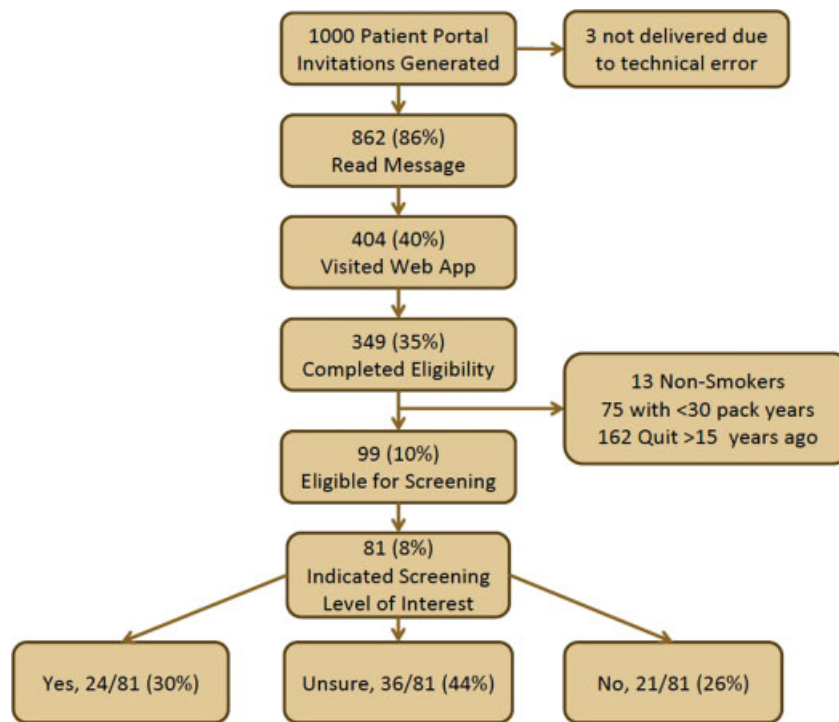 1000 Patient Portal
Invitations Generated
3 not delivered due
to technical error
862 (86%)
Read Message
404 (40%)
Visited Web App
349 (35%)
Completed Eligibility
13 Non-Smokers
75 with <30 pack years
162 Quit >15 years ago
99 (10%)
Eligible for Screening
81 (8%)
Indicated Screening
Level of Interest
Yes, 24/81 (30%)
Unsure, 36/81 (44%)
No, 21/81 (26%)